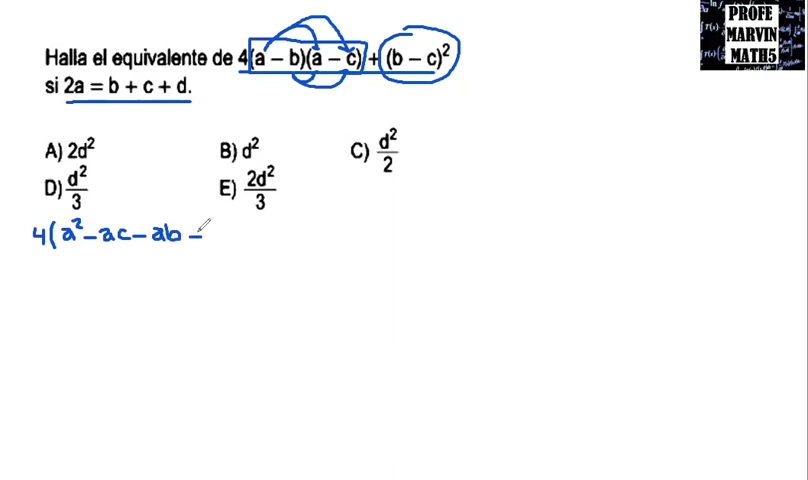 PROFE
MARVIN
MATH5
Halla el equivalente de 4(a – b)(a – c) + (b – c)²
si 2a = b + c + d.
A) 2d² B) d² C) d²/2
D) d²/3 E) 2d²/3
4(a² – ac – ab –